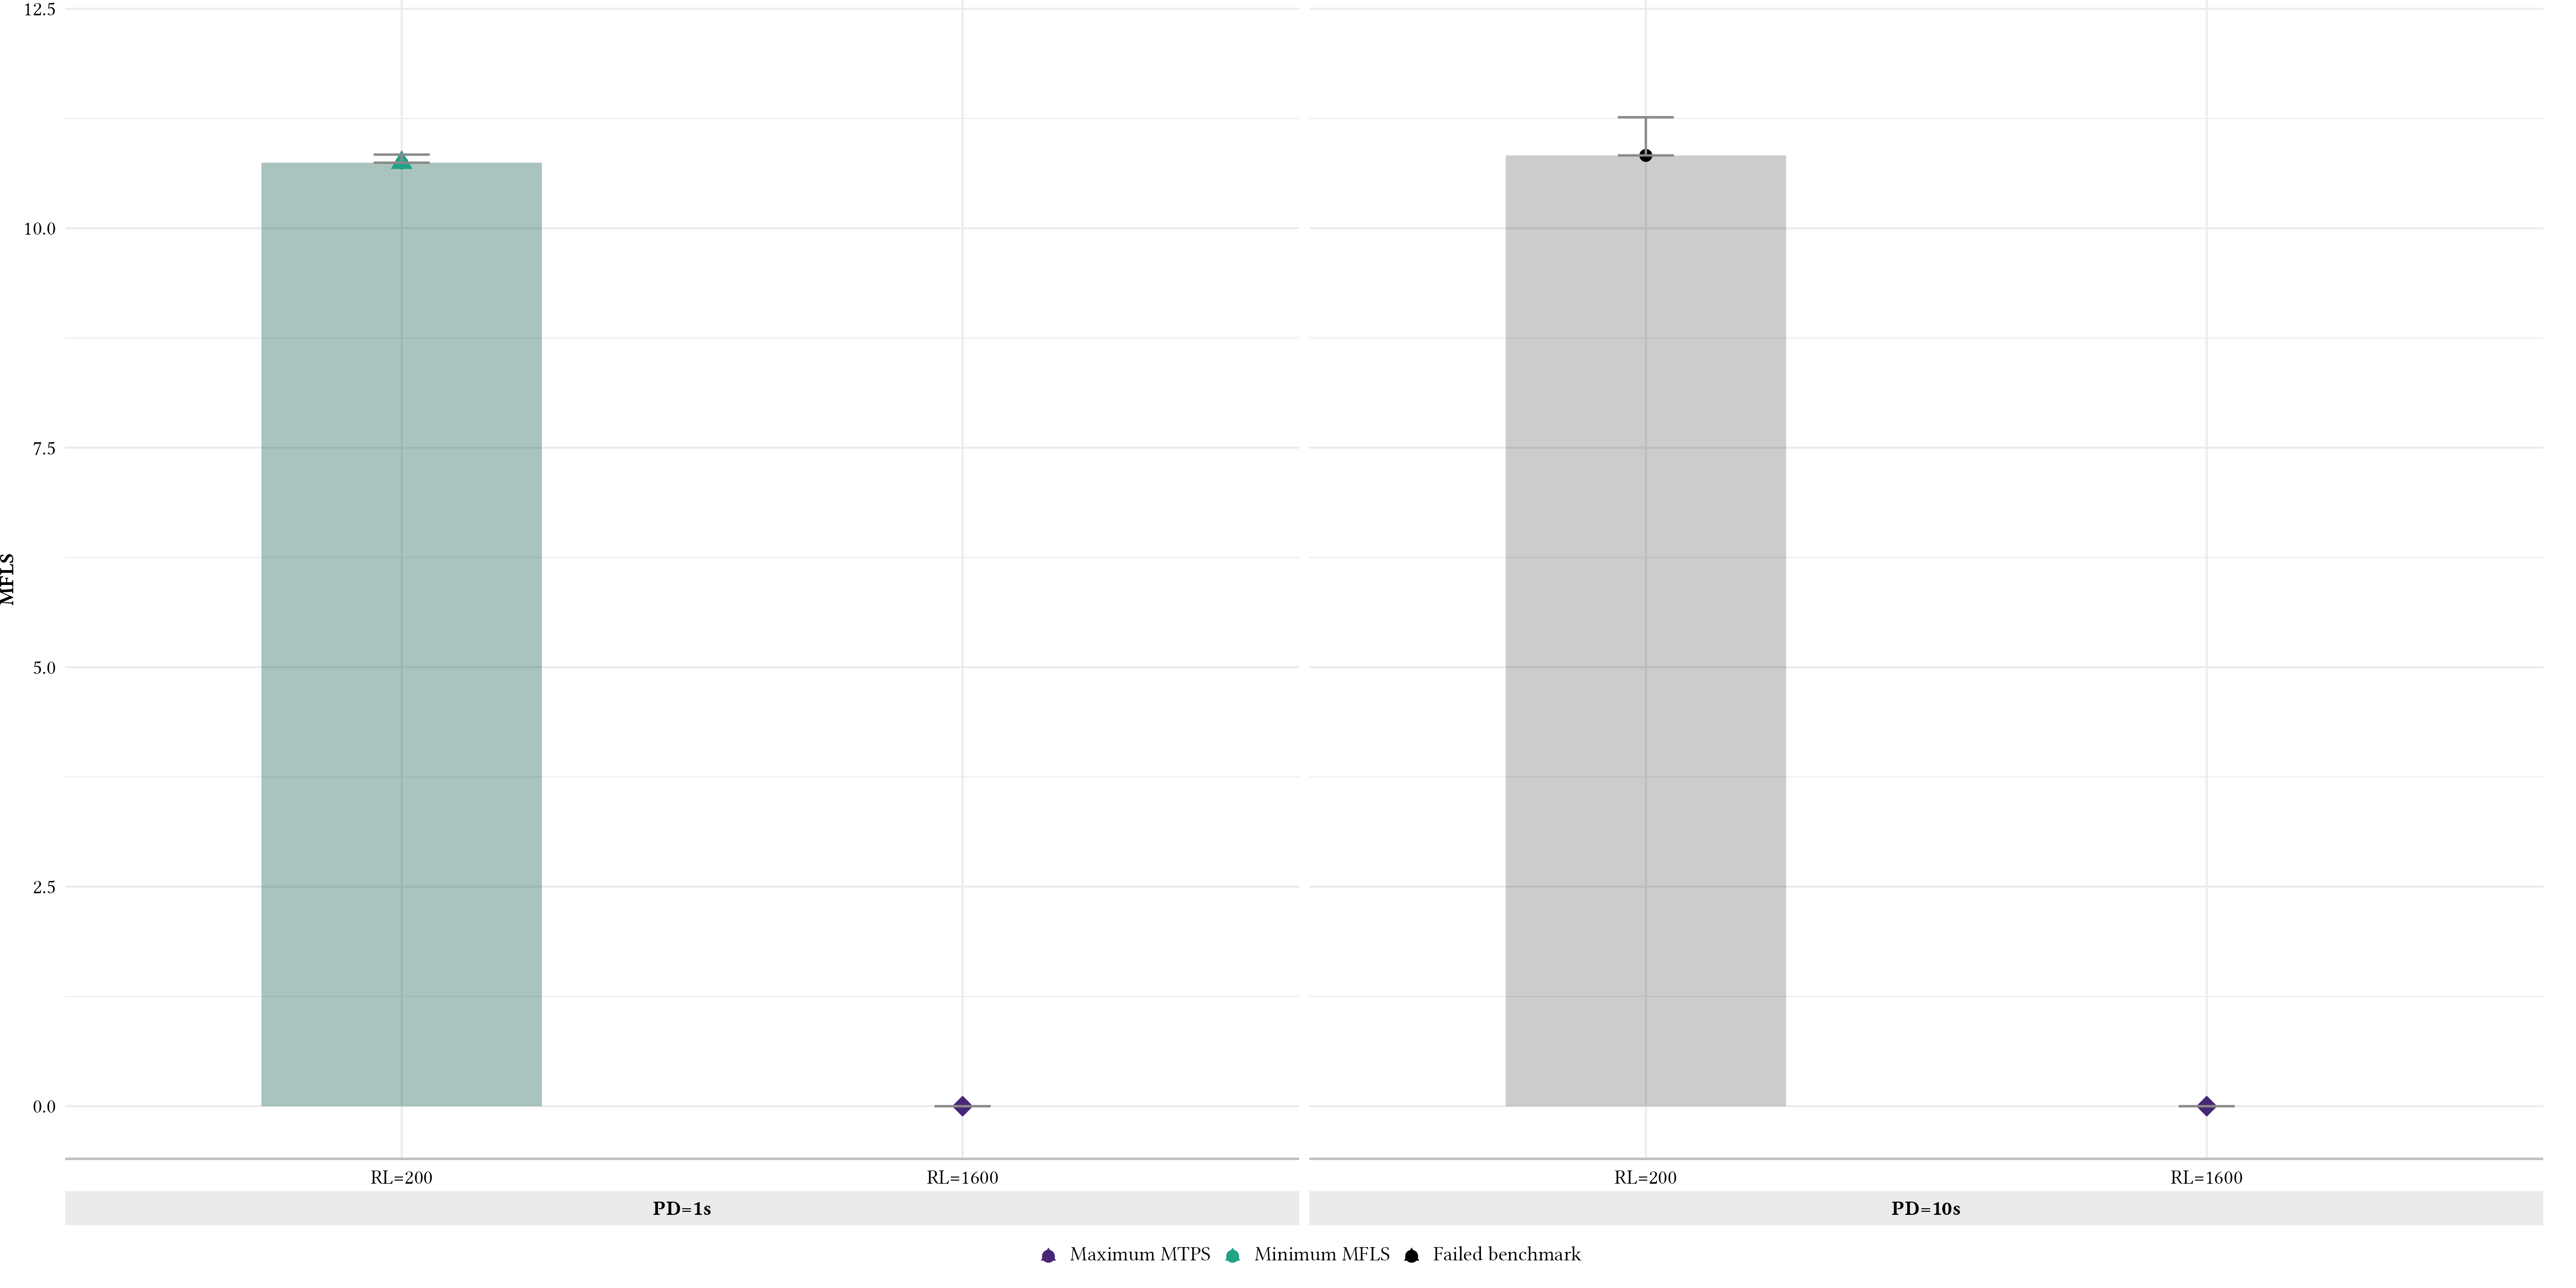 12.5
10.0
7.5
5.0
2.5
0.0
MFLS
RL=200 RL=1600 RL=200 RL=1600
PD=1s PD=10s
Maximum MTPS Minimum MFLS Failed benchmark